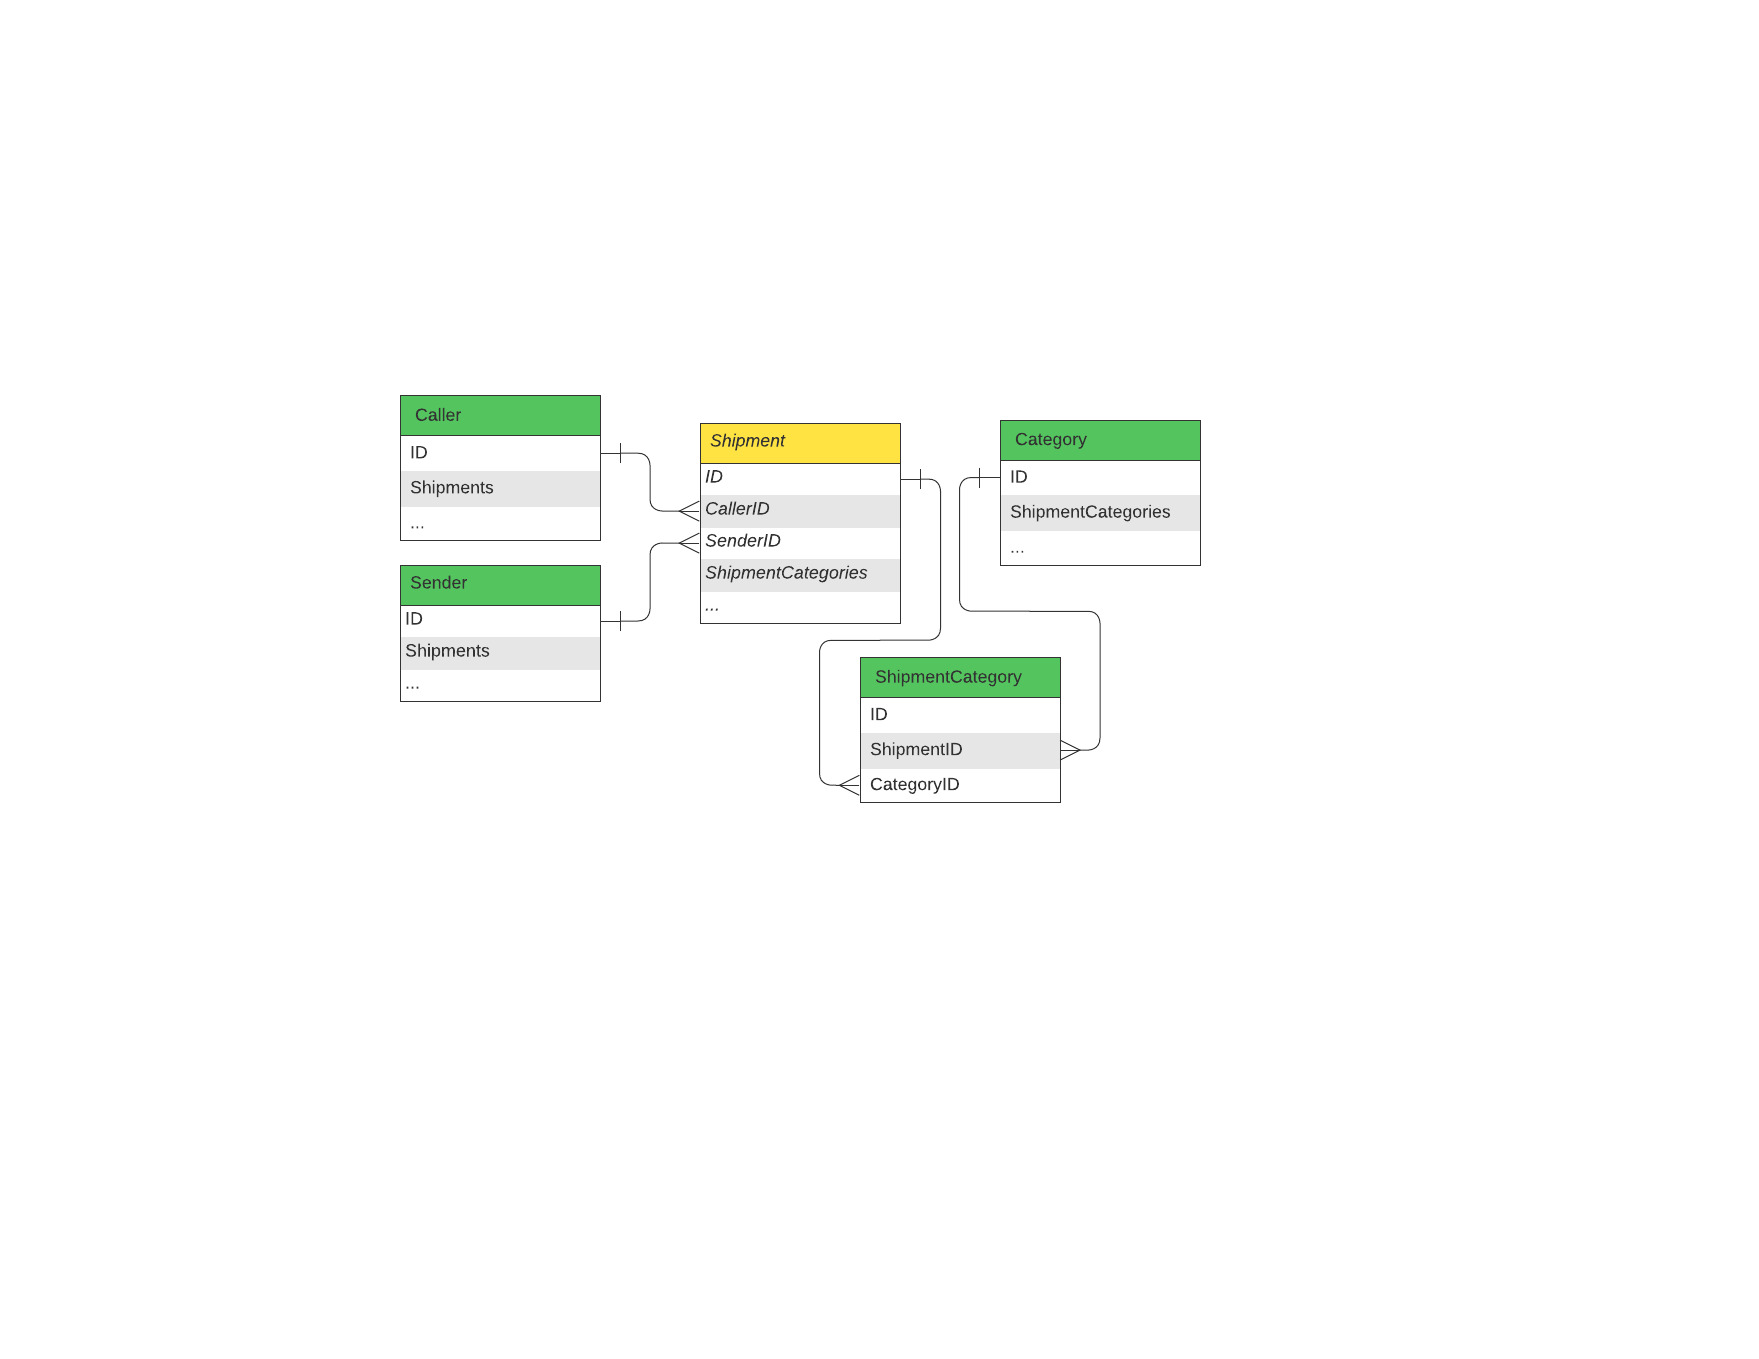 Caller
ID
Shipments
...
Sender
ID
Shipments
...
Shipment
ID
CallerID
SenderID
ShipmentCategories
...
Category
ID
ShipmentCategories
...
ShipmentCategory
ID
ShipmentID
CategoryID